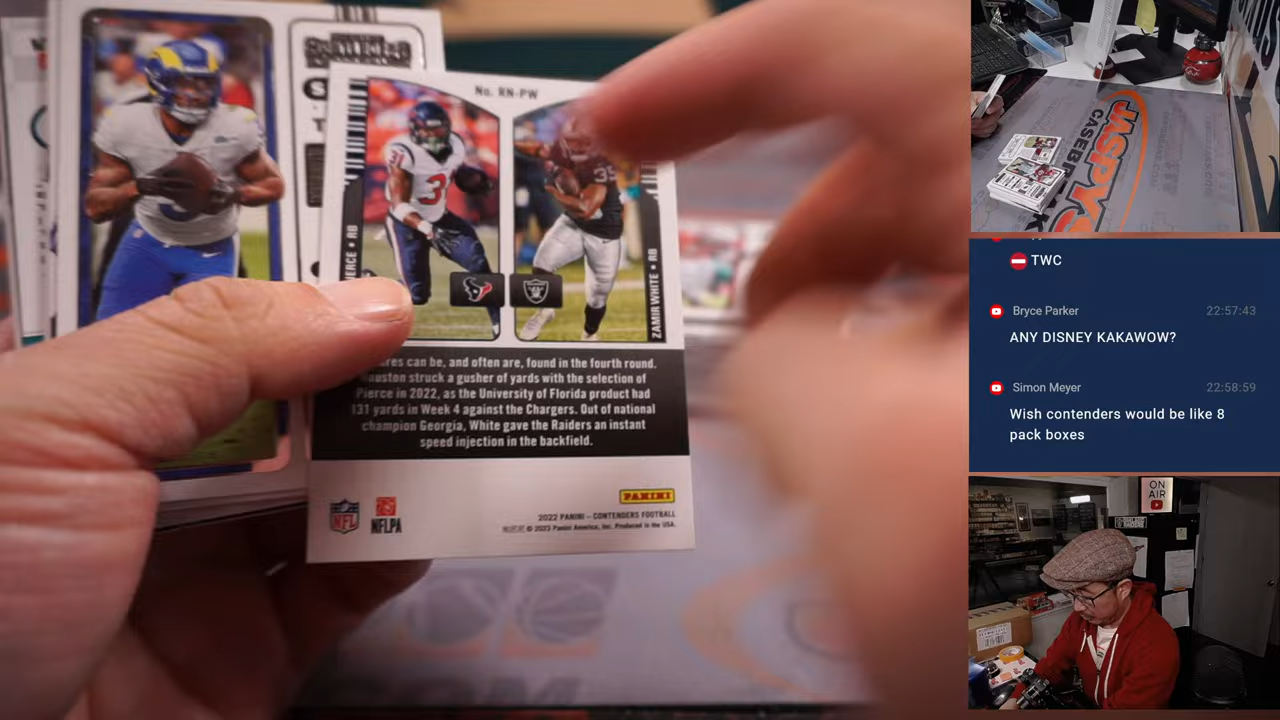 No. RN-PW
31
3
35
ZAMIR WHITE • RB
RB
can be, and often are, found in the fourth round.
struck a gusher of yards with the selection of
Pierce in 2022, as the University of Florida product had
131 yards in Week 4 against the Chargers. Out of national
champion Georgia, White gave the Raiders an instant
speed injection in the backfield.
NFL
NFLPA
PANINI
2022 PANINI – CONTENDERS FOOTBALL
© 2023 Panini America, Inc. Produced in the USA.
JASPY'S
CASEB
TWC
Bryce Parker 22:57:43
ANY DISNEY KAKAWOW?
Simon Meyer 22:58:59
Wish contenders would be like 8
pack boxes
ON
AIR